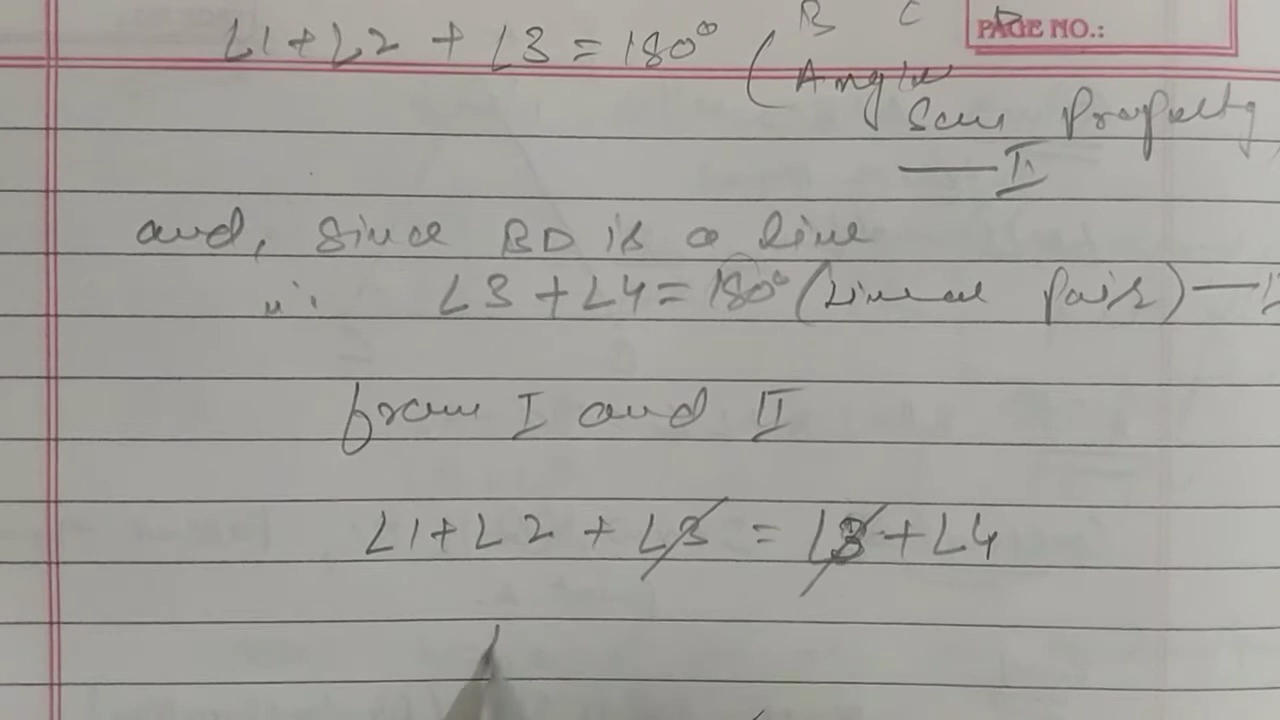 B C D
PAGE NO.:
∠1 + ∠2 + ∠3 = 180° (Angle
Sum Property
— II
and, Since BD is a line
∴ ∠3 + ∠4 = 180° (Linear Pair) —
from I and II
∠1 + ∠2 + ∠3 = ∠3 + ∠4